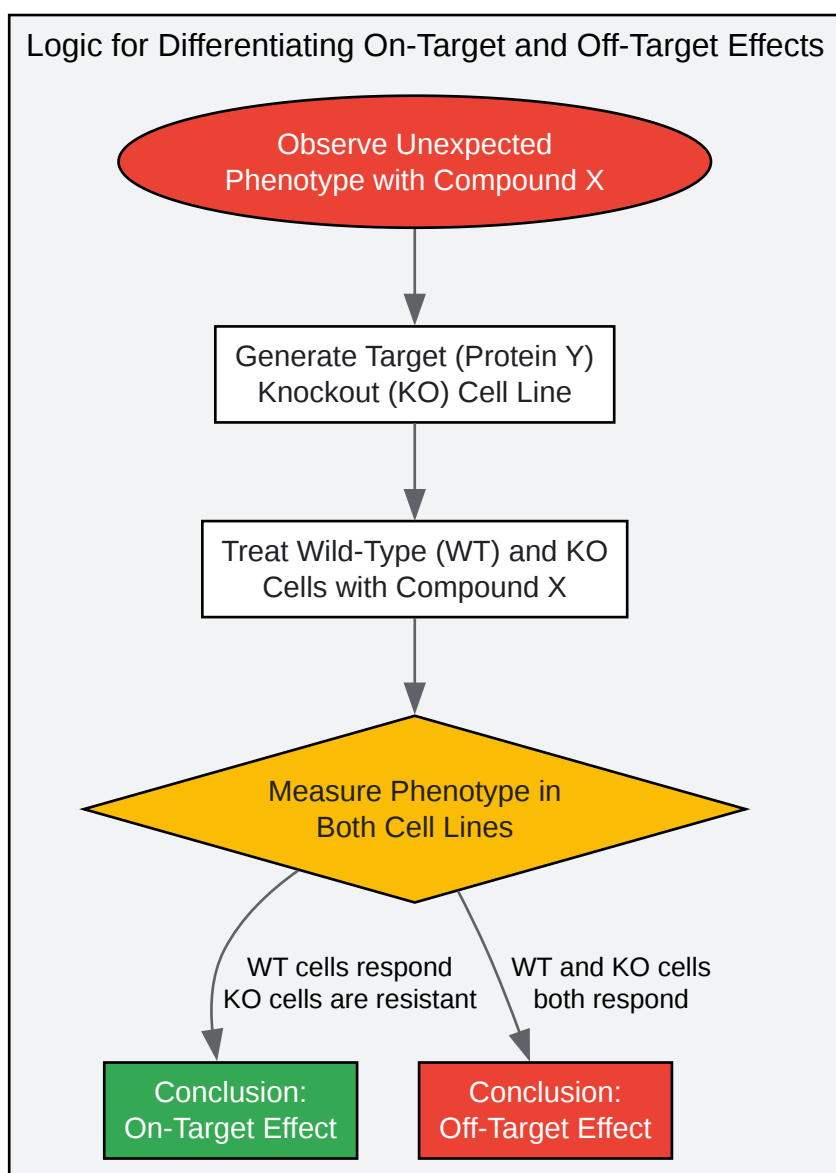 Logic for Differentiating On-Target and Off-Target Effects
Observe Unexpected
Phenotype with Compound X
Generate Target (Protein Y)
Knockout (KO) Cell Line
Treat Wild-Type (WT) and KO
Cells with Compound X
Measure Phenotype in
Both Cell Lines
WT cells respond
KO cells are resistant
WT and KO cells
both respond
Conclusion:
On-Target Effect
Conclusion:
Off-Target Effect